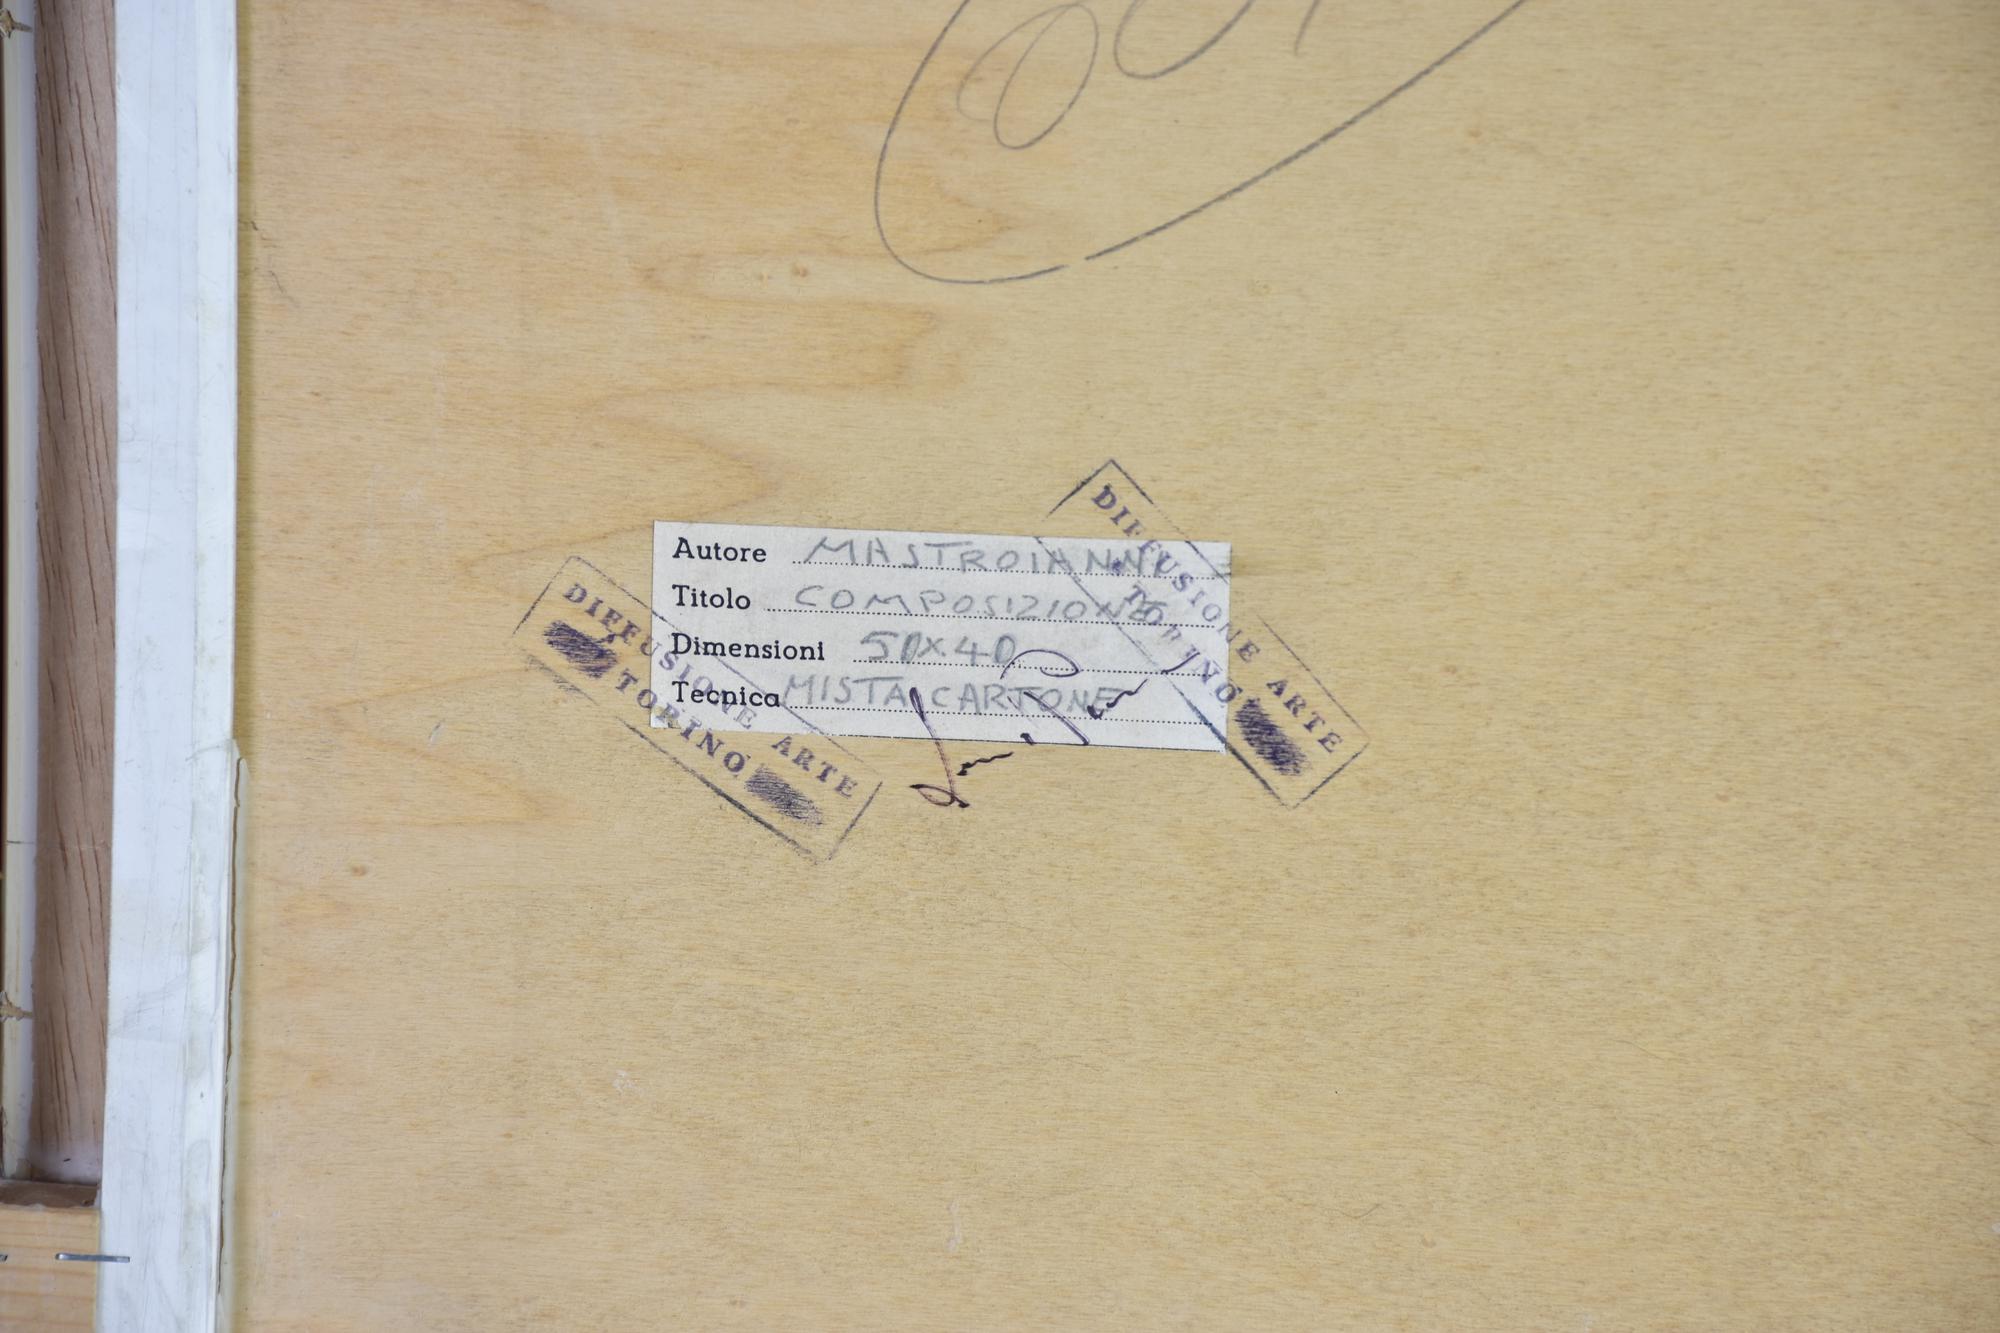 Autore MASTROIANNI
Titolo COMPOSIZIONE
Dimensioni 50x40
Tecnica MISTA CARTONE
DIFFUSIONE ARTE
TORINO
DIFFUSIONE ARTE
TORINO